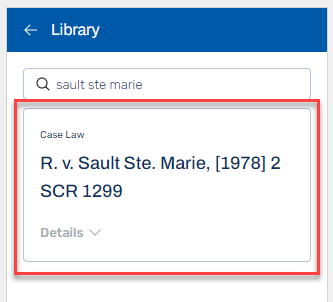 Library
sault ste marie
Case Law
R. v. Sault Ste. Marie, [1978] 2
SCR 1299
Details